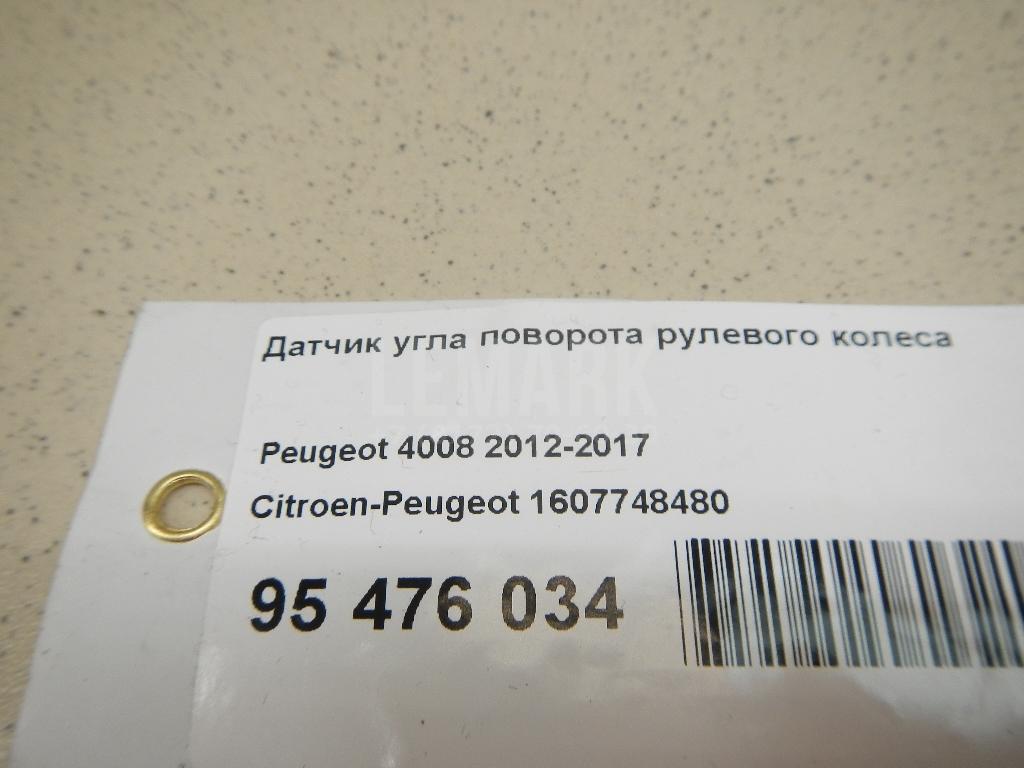 Датчик угла поворота рулевого колеса
LEMARK
Peugeot 4008 2012-2017
Citroen-Peugeot 1607748480
95 476 034